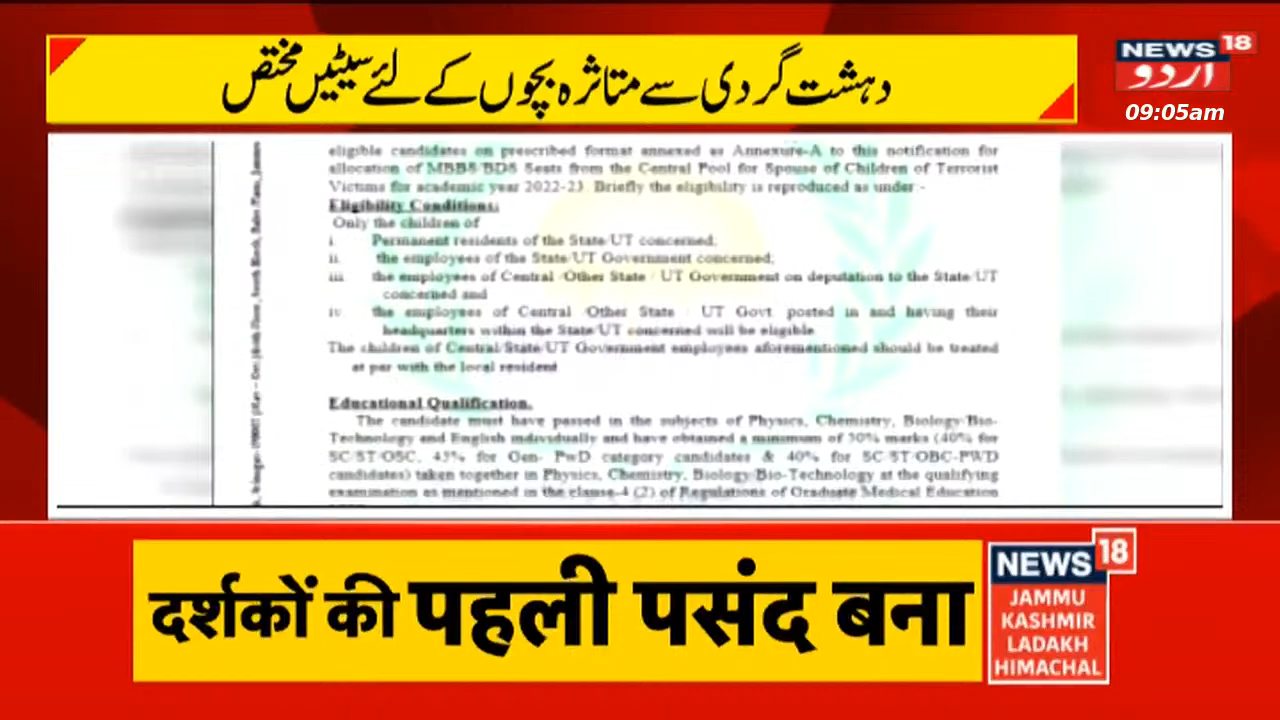 دہشت گردی سے متاثرہ بچوں کے لئے سیٹیں مختص
NEWS 18
اردو
09:05am
eligible candidates on prescribed format annexed as Annexure-A to this notification for
allocation of MBBS/BDS Seats from the Central Pool for Spouse of Children of Terrorist
Victims for academic year 2022-23. Briefly the eligibility is reproduced as under:-
Eligibility Conditions:
Only the children of
i. Permanent residents of the State/UT concerned;
ii. the employees of the State/UT Government concerned;
iii. the employees of Central /Other State / UT Government on deputation to the State/UT
concerned and
iv. the employees of Central /Other State / UT Govt. posted in and having their
headquarters within the State/UT concerned will be eligible.
The children of Central/State/UT Government employees aforementioned should be treated
at par with the local resident
Educational Qualification.
The candidate must have passed in the subjects of Physics, Chemistry, Biology/Bio-
Technology and English individually and have obtained a minimum of 50% marks (40% for
SC/ST/OSC, 45% for Gen- PwD category candidates & 40% for SC/ST/OBC-PWD
candidates) taken together in Physics, Chemistry, Biology/Bio-Technology at the qualifying
examination as mentioned in the clause-4 (2) of Regulations of Graduate Medical Education
दर्शकों की पहली पसंद बना
NEWS 18
JAMMU
KASHMIR
LADAKH
HIMACHAL